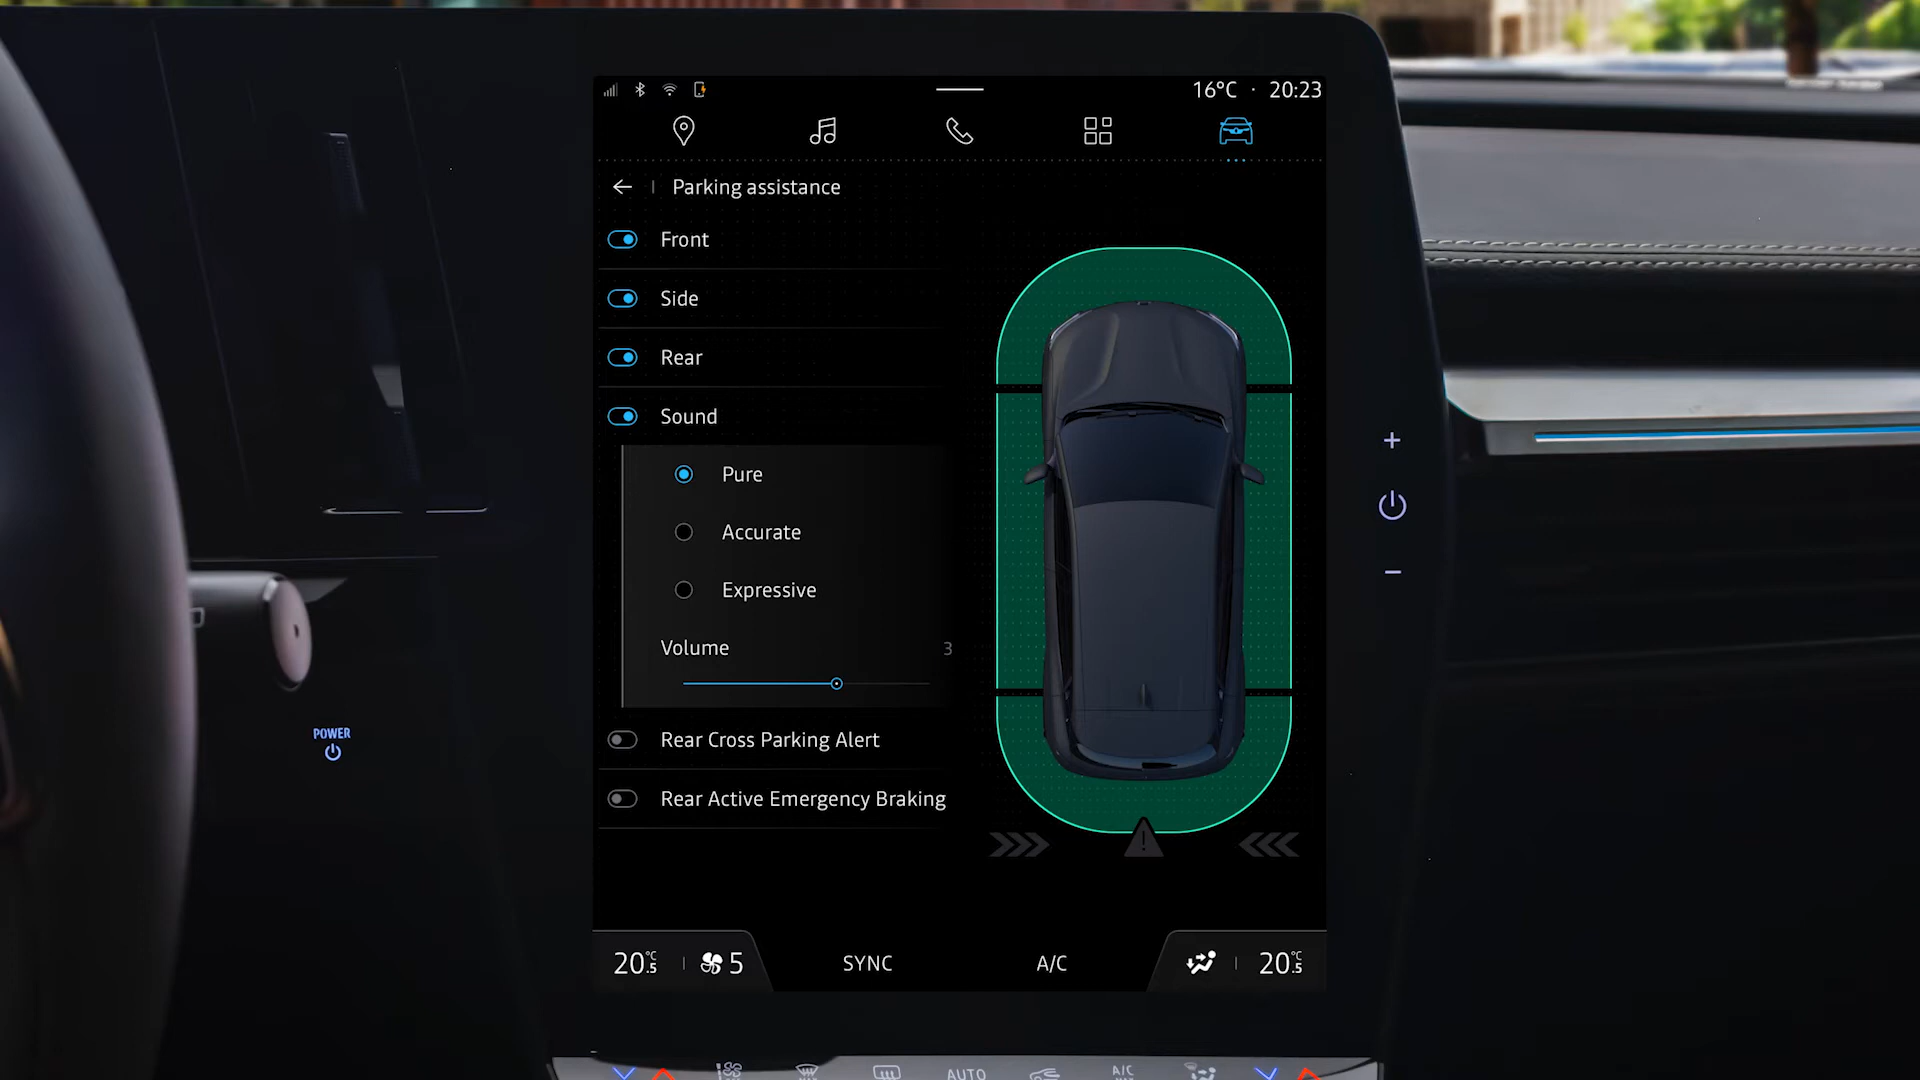 16°C · 20:23
Parking assistance
Front
Side
Rear
Sound
Pure
Accurate
Expressive
Volume 3
Rear Cross Parking Alert
Rear Active Emergency Braking
POWER
20.5°C 5 SYNC A/C 20.5°C
AUTO A/C